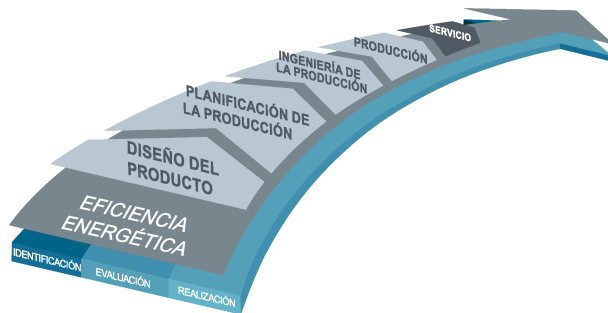 SERVICIO
PRODUCCIÓN
INGENIERÍA DE
LA PRODUCCIÓN
PLANIFICACIÓN DE
LA PRODUCCIÓN
DISEÑO DEL
PRODUCTO
EFICIENCIA
ENERGÉTICA
IDENTIFICACIÓN
EVALUACIÓN
REALIZACIÓN